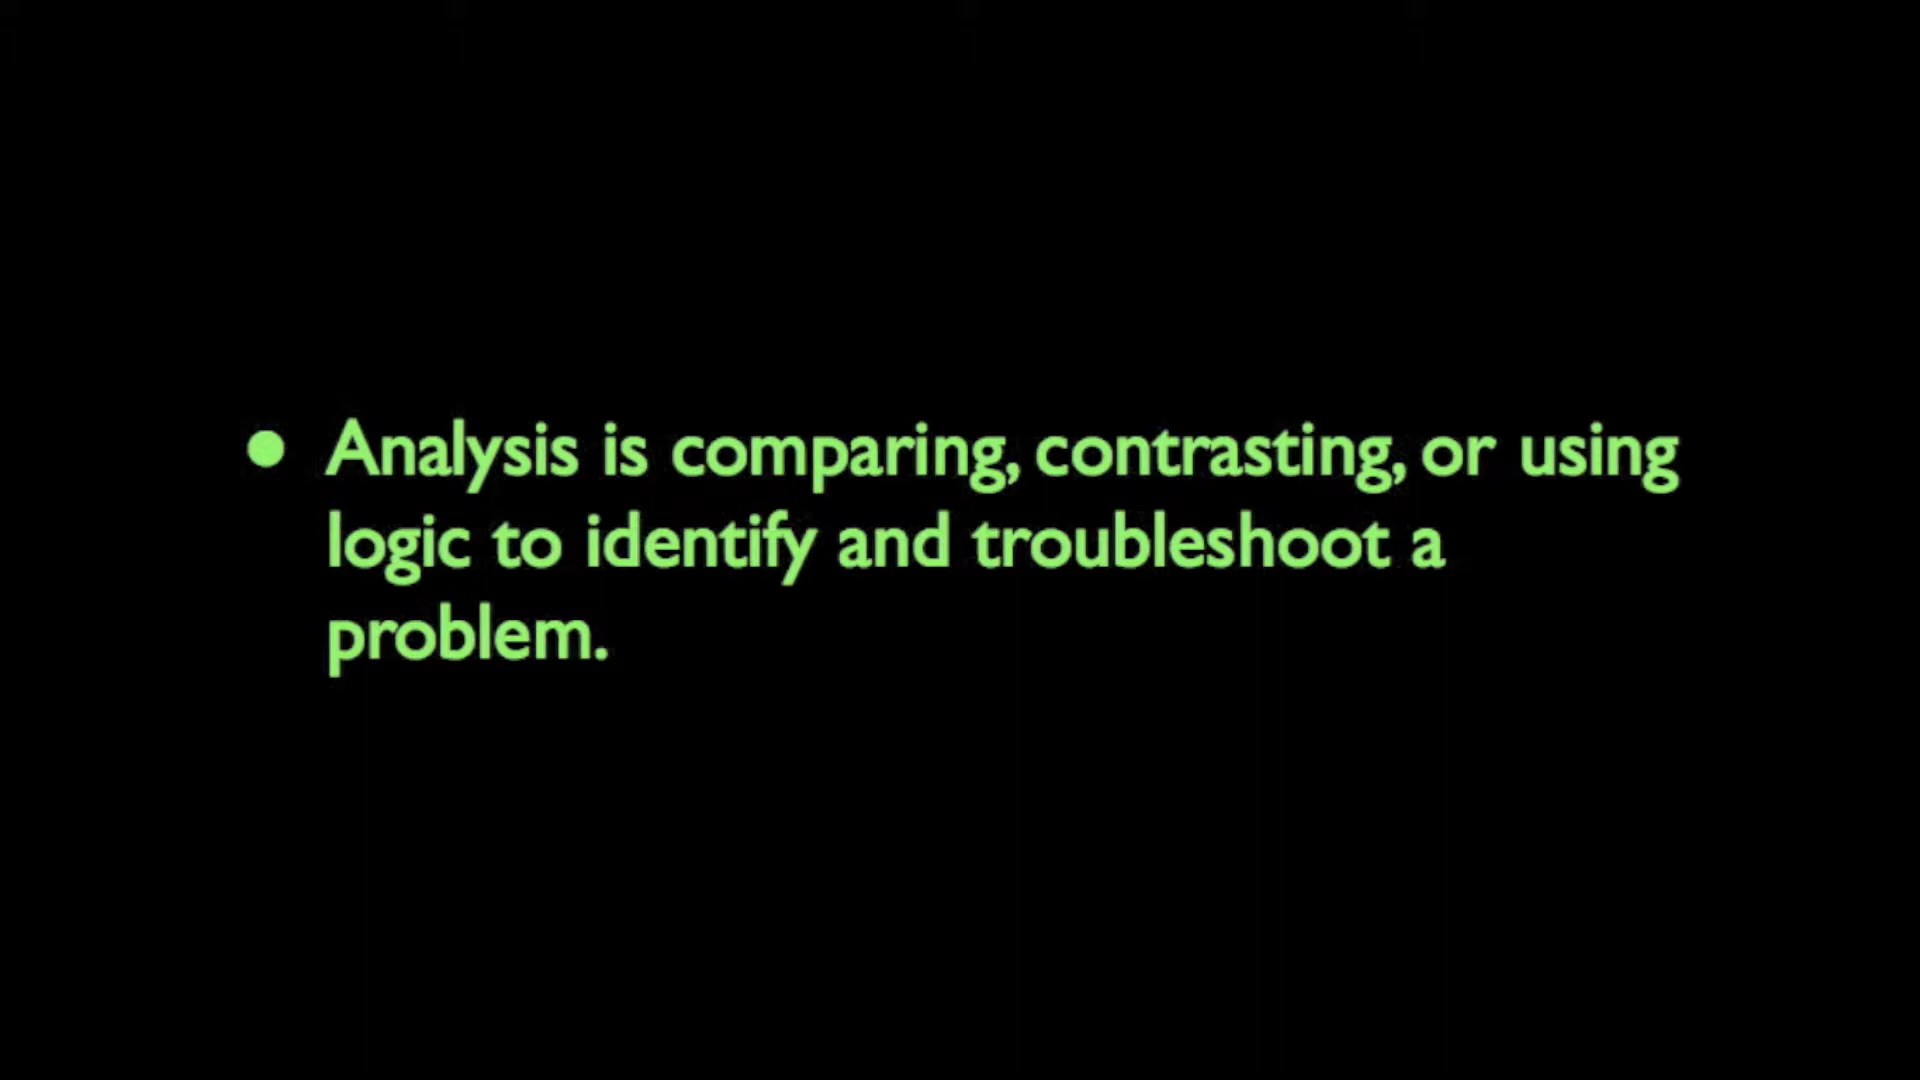 • Analysis is comparing, contrasting, or using
logic to identify and troubleshoot a
problem.